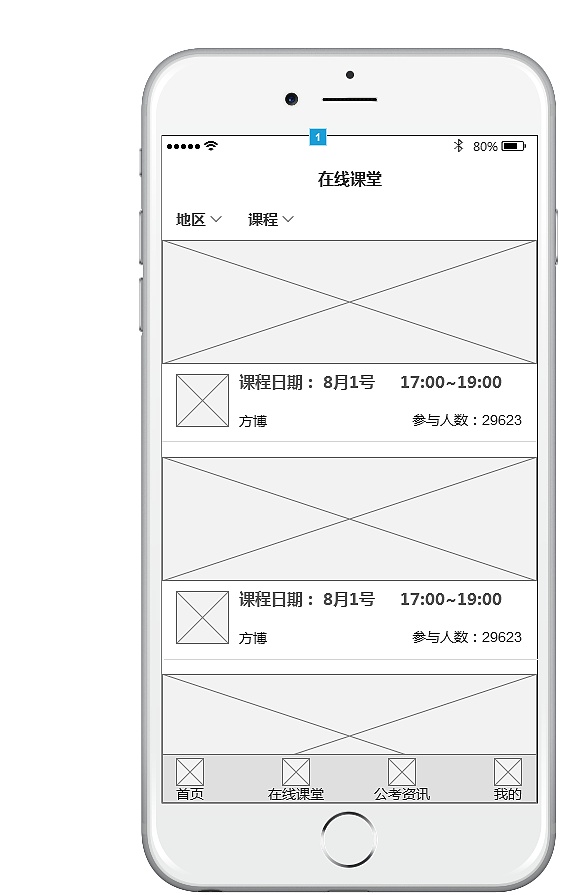 1
80%
在线课堂
地区 课程
课程日期： 8月1号 17:00~19:00
方博 参与人数：29623
课程日期： 8月1号 17:00~19:00
方博 参与人数：29623
首页 在线课堂 公考资讯 我的